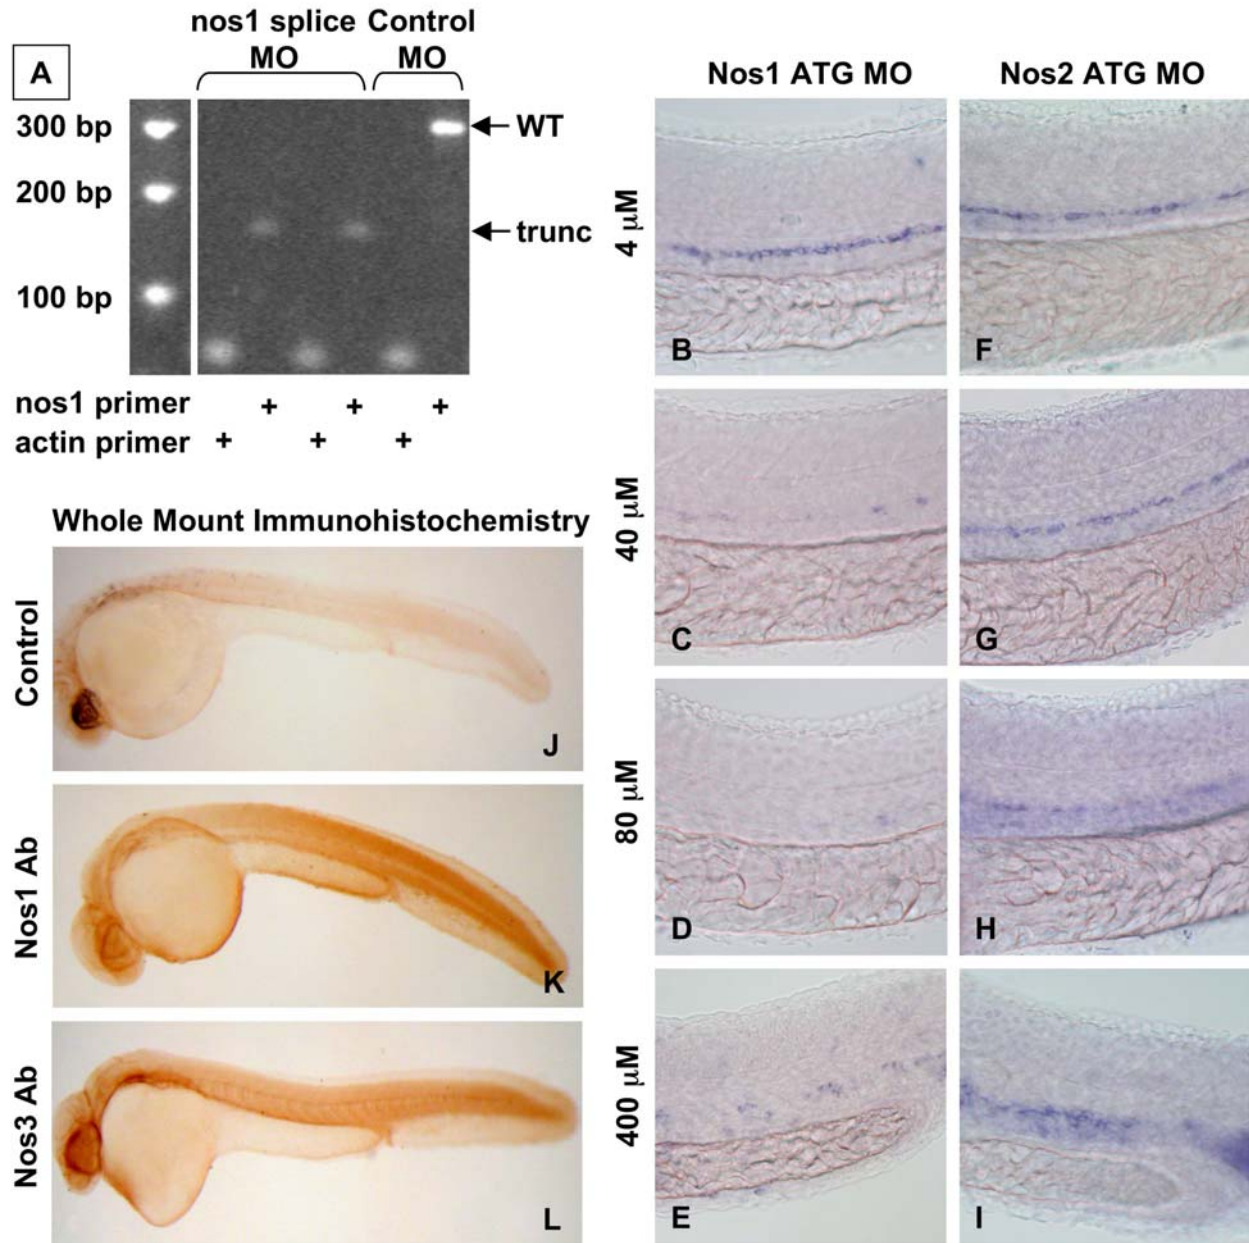 nos1 splice Control
MO MO
A
300 bp
WT
200 bp
trunc
100 bp
nos1 primer + + +
actin primer + + +
Whole Mount Immunohistochemistry
Control
J
Nos1 Ab
K
Nos3 Ab
L
Nos1 ATG MO Nos2 ATG MO
4 µM
B F
40 µM
C G
80 µM
D H
400 µM
E I